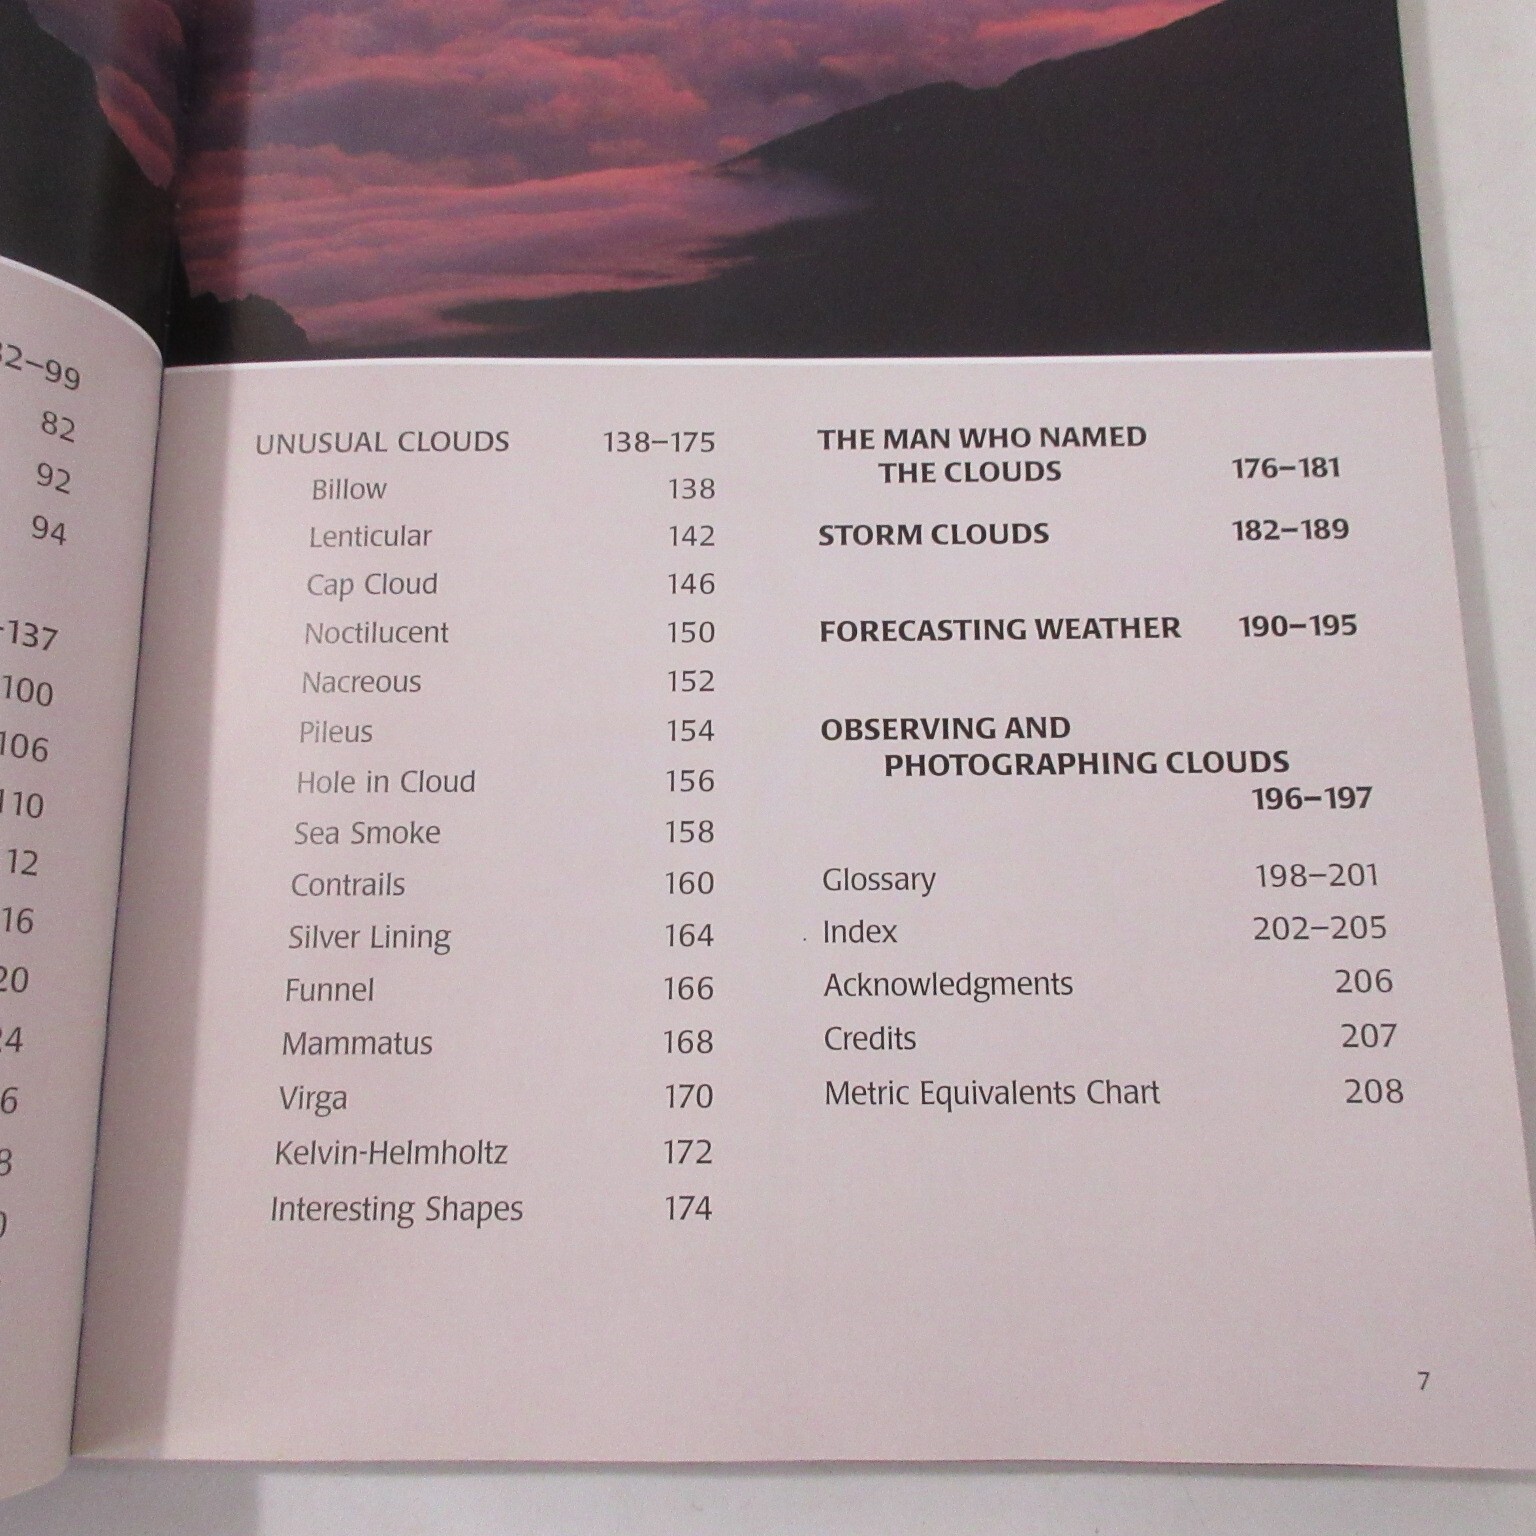 82
92
94
UNUSUAL CLOUDS 138–175
Billow 138
Lenticular 142
Cap Cloud 146
Noctilucent 150
Nacreous 152
Pileus 154
Hole in Cloud 156
Sea Smoke 158
Contrails 160
Silver Lining 164
Funnel 166
Mammatus 168
Virga 170
Kelvin-Helmholtz 172
Interesting Shapes 174
THE MAN WHO NAMED
THE CLOUDS 176–181
STORM CLOUDS 182–189
FORECASTING WEATHER 190–195
OBSERVING AND
PHOTOGRAPHING CLOUDS
196–197
Glossary 198–201
Index 202–205
Acknowledgments 206
Credits 207
Metric Equivalents Chart 208
7